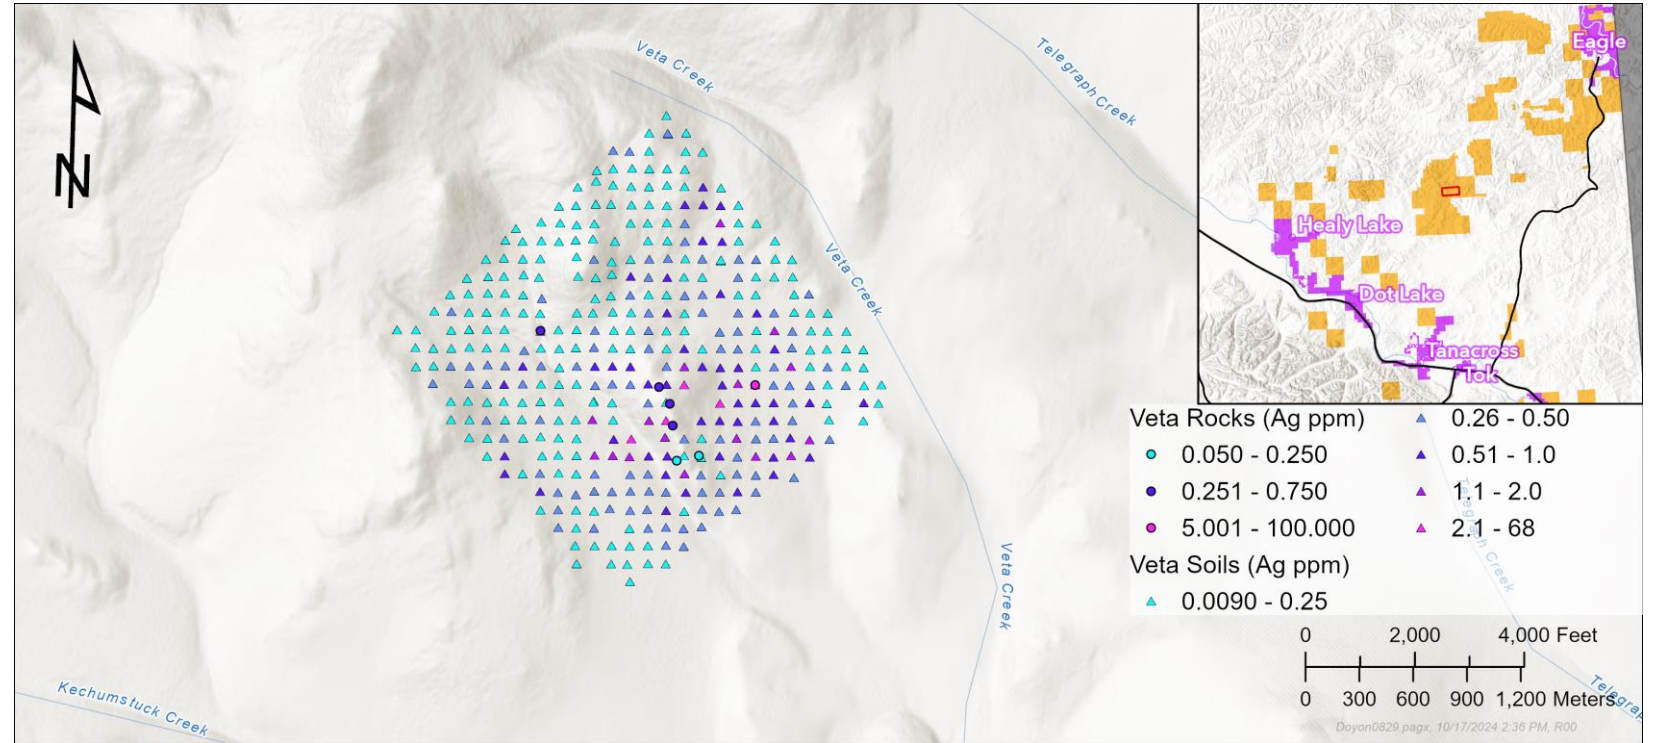 N
Veta Creek
Telegraph Creek
Veta Creek
Veta Creek
Kechumstuck Creek
Eagle
Healy Lake
Dot Lake
Tanacross
Tok
Veta Rocks (Ag ppm)
0.050 - 0.250
0.251 - 0.750
5.001 - 100.000
Veta Soils (Ag ppm)
0.0090 - 0.25
0.26 - 0.50
0.51 - 1.0
1.1 - 2.0
2.1 - 68
Telegraph Creek
0 2,000 4,000 Feet
0 300 600 900 1,200 Meters
Telegrap
Doyon0829.pagx, 10/17/2024 2:36 PM, R00